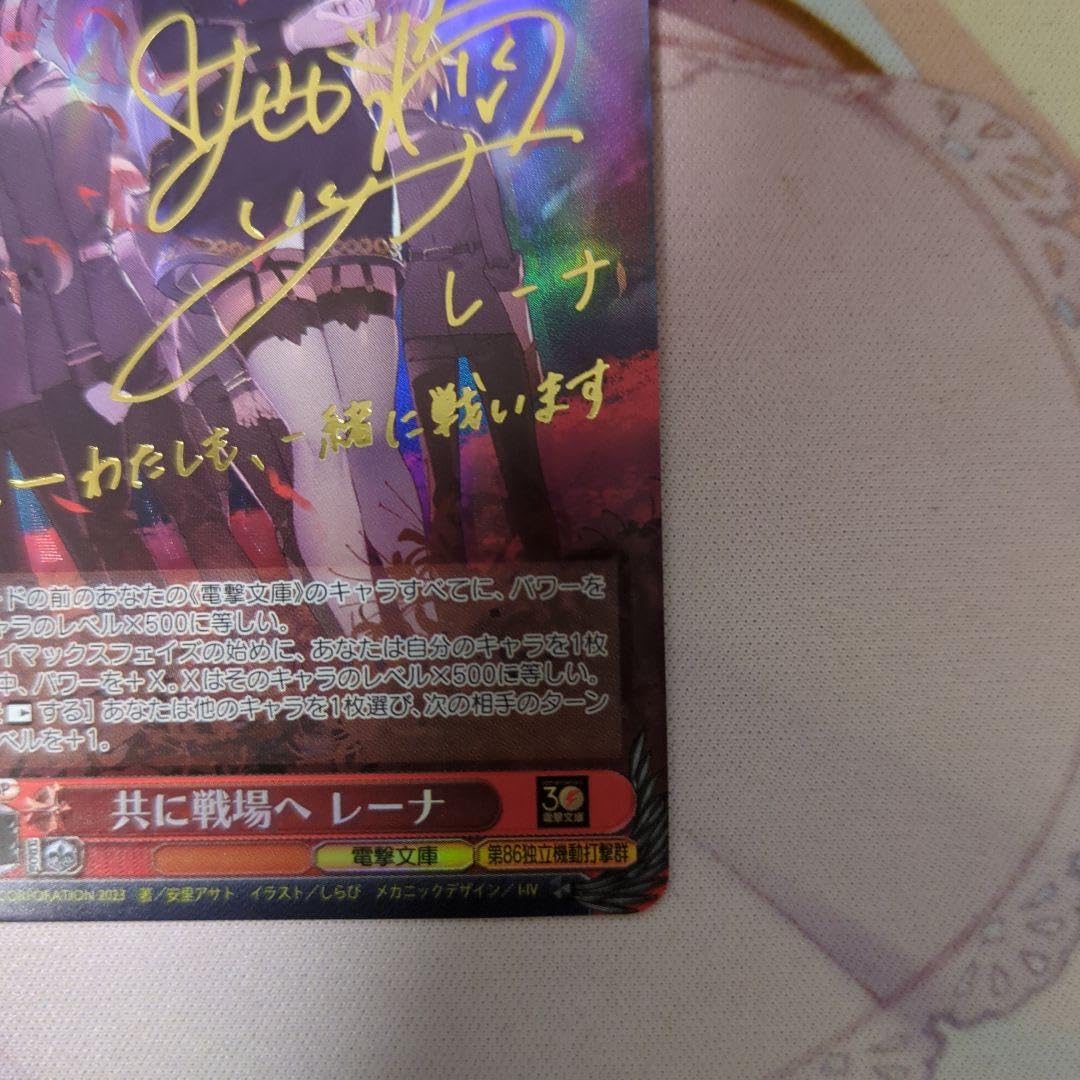 レーナ
ーわたしも、一緒に戦います
ドの前のあなたの《電撃文庫》のキャラすべてに、パワーを
ャラのレベル×500に等しい。
イマックスフェイズの始めに、あなたは自分のキャラを1枚
中、パワーを+X。Xはそのキャラのレベル×500に等しい。
する］あなたは他のキャラを1枚選び、次の相手のターン
ベルを+1。
共に戦場へ レーナ
30
電撃文庫
電撃文庫 第86独立機動打撃群
CORPORATION 2023 著／安里アサト イラスト／しらび メカニックデザイン／I-IV